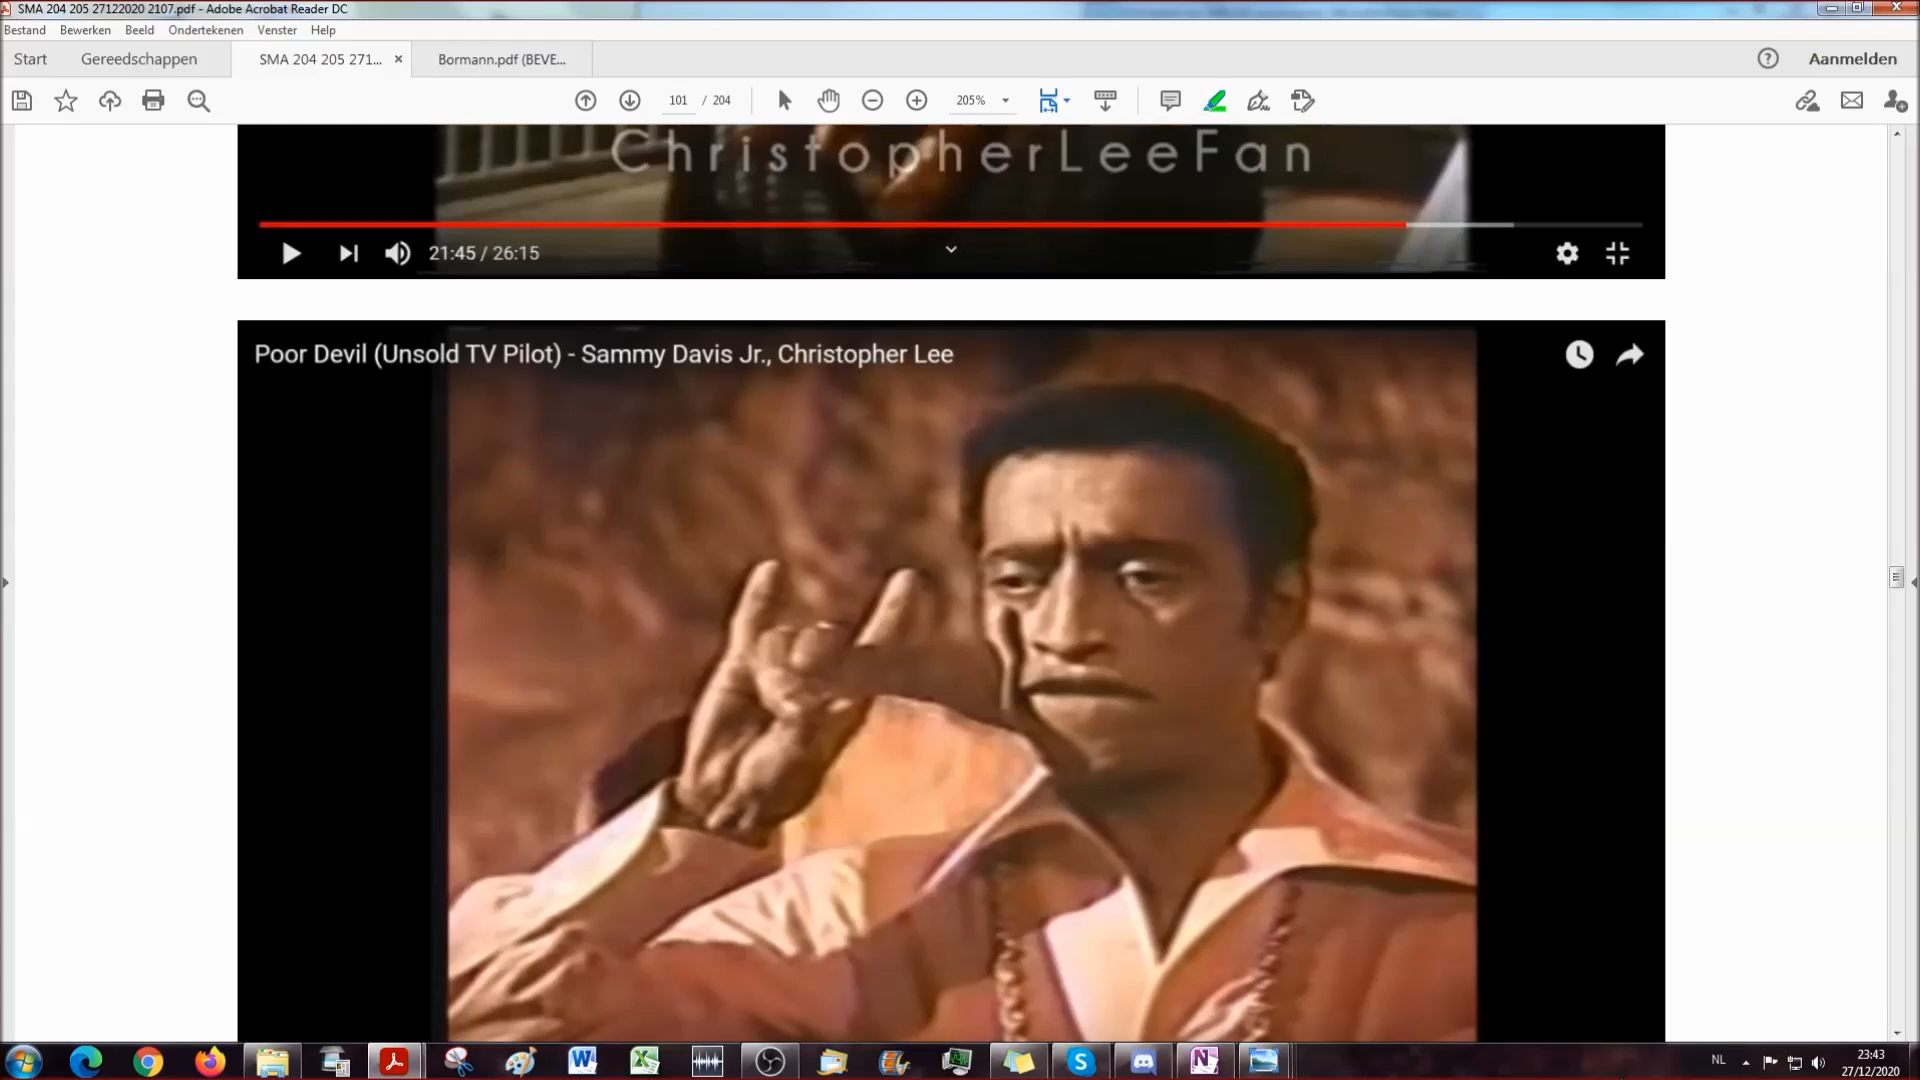 SMA 204 205 27122020 2107.pdf - Adobe Acrobat Reader DC
Bestand Bewerken Beeld Ondertekenen Venster Help
Start Gereedschappen SMA 204 205 271... × Bormann.pdf (BEVE... Aanmelden
101 / 204 205%
ChristopherLeeFan
21:45 / 26:15
Poor Devil (Unsold TV Pilot) - Sammy Davis Jr., Christopher Lee
NL 23:43
27/12/2020